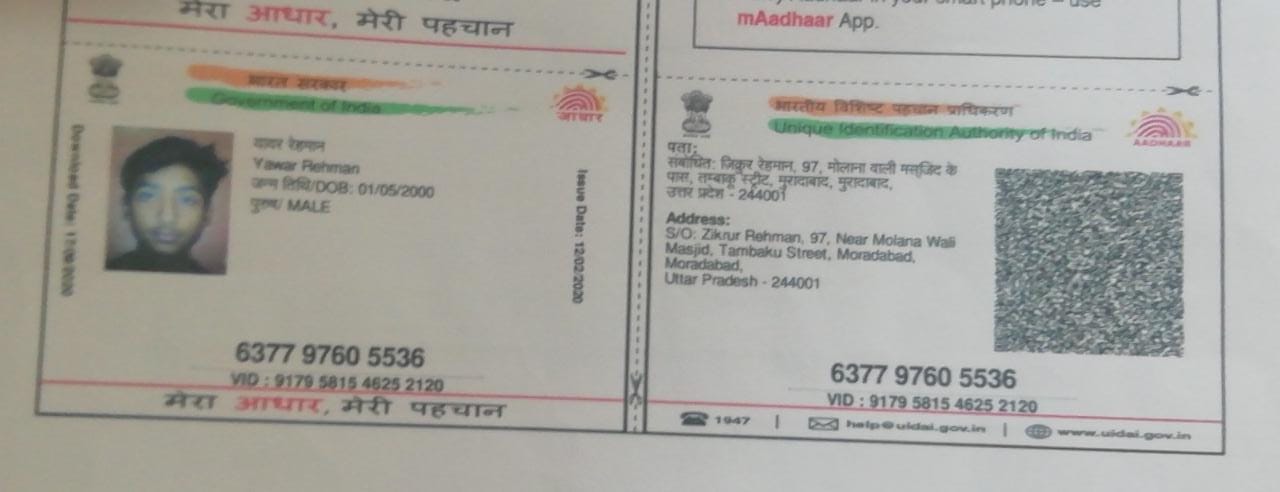 मेरा आधार, मेरी पहचान
भारत सरकार
Government of India
आधार
Issue Date: 12/02/2020
यावर रेहमान
Yawar Rehman
जन्म तिथि/DOB: 01/05/2000
पुरुष/ MALE
6377 9760 5536
VID : 9179 5815 4625 2120
मेरा आधार, मेरी पहचान
mAadhaar App.
भारतीय विशिष्ट पहचान प्राधिकरण
Unique Identification Authority of India
AADHAAR
पता:
संबोधित: ज़िक्रुर रेहमान, 97, मोलाना वाली मस्जिद के
पास, तम्बाकू स्ट्रीट, मुरादाबाद, मुरादाबाद,
उत्तर प्रदेश - 244001
Address:
S/O: Zikrur Rehman, 97, Near Molana Wali
Masjid, Tambaku Street, Moradabad,
Moradabad,
Uttar Pradesh - 244001
6377 9760 5536
VID : 9179 5815 4625 2120
1947 | help@uidai.gov.in | www.uidai.gov.in